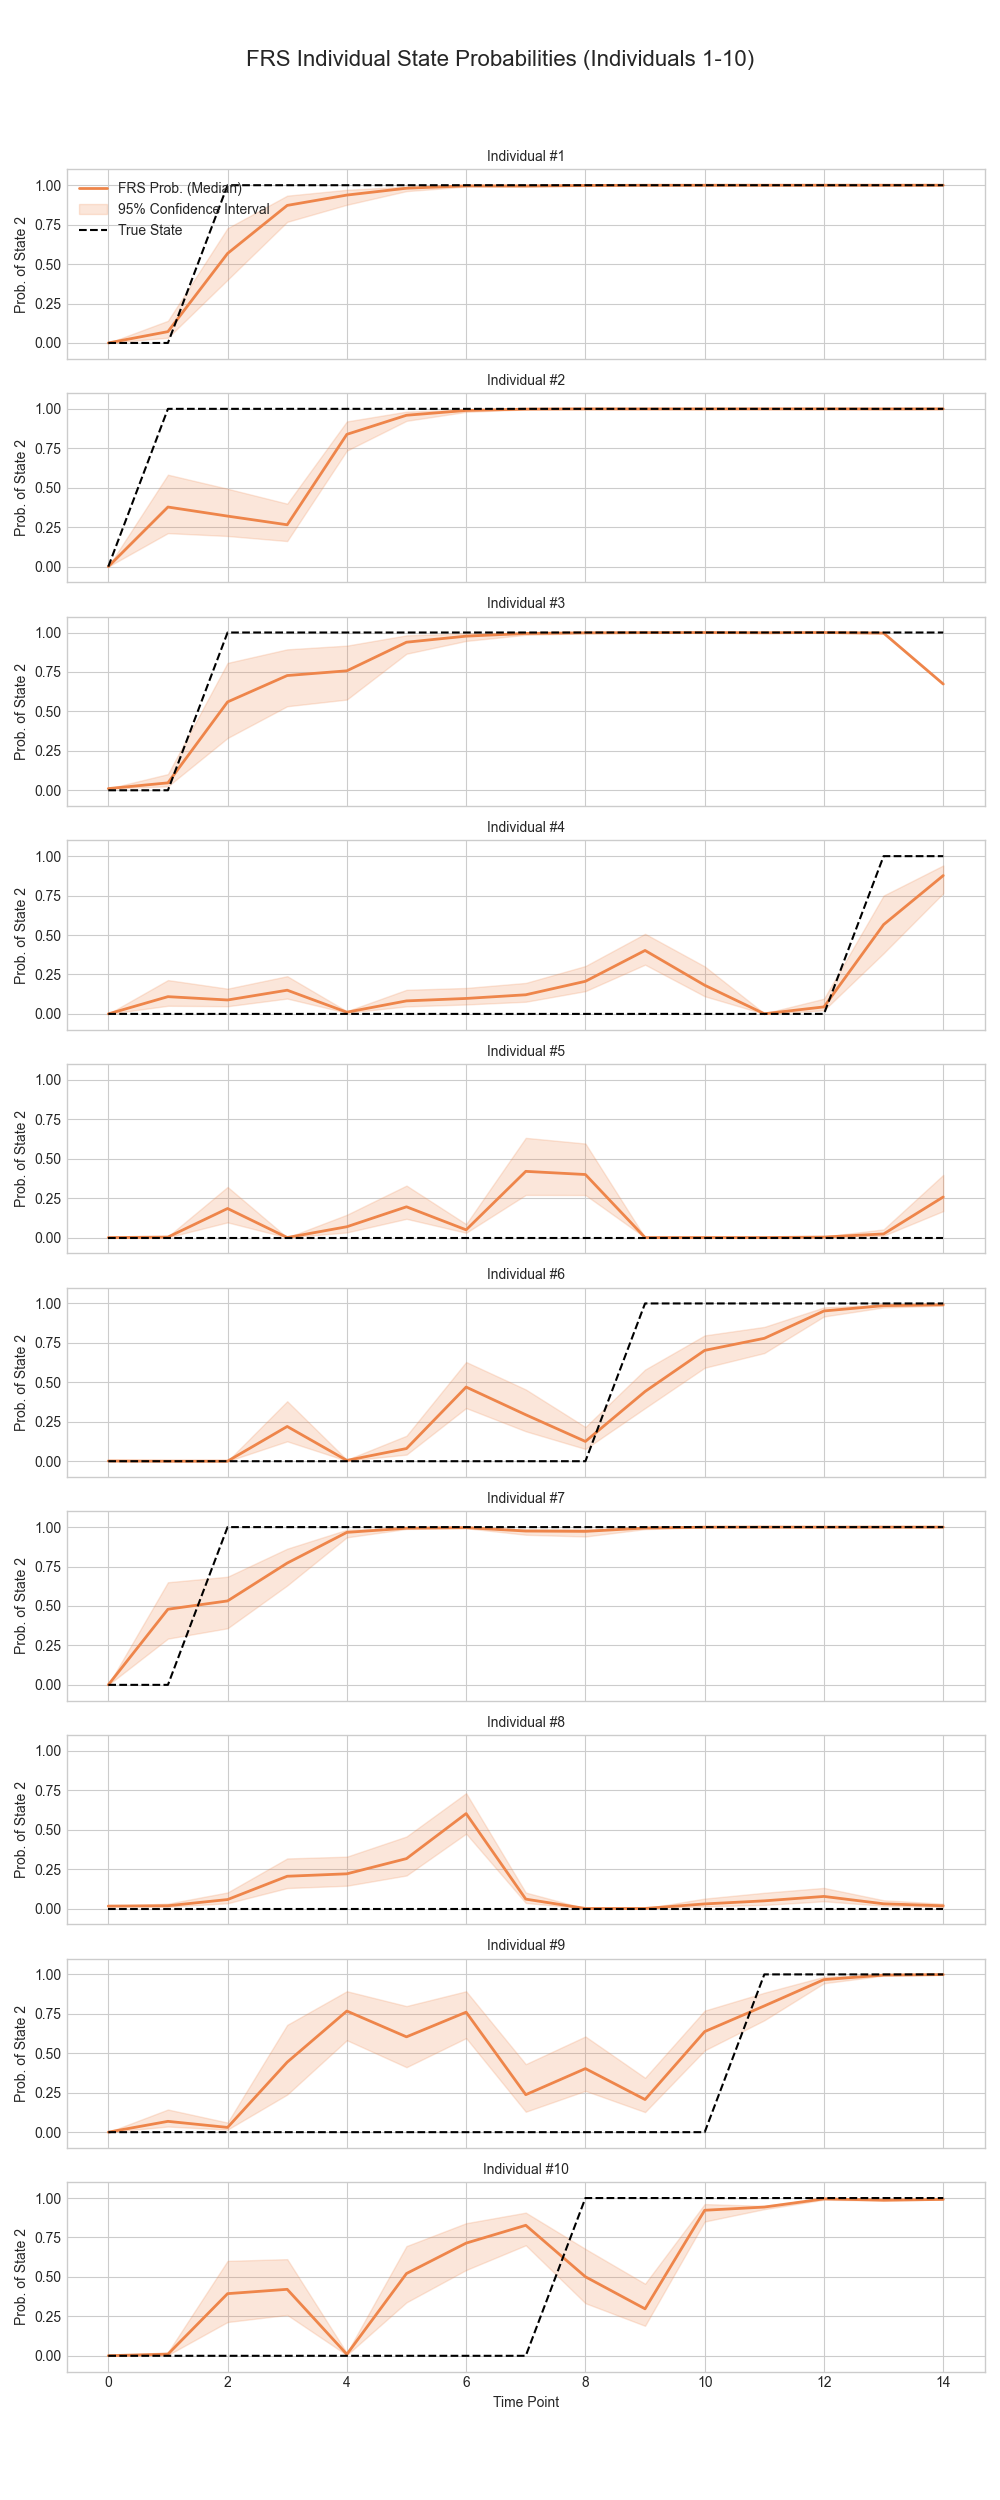 FRS Individual State Probabilities (Individuals 1-10)
Individual #1
FRS Prob. (Median)
95% Confidence Interval
True State
1.00
0.75
0.50
0.25
0.00
Prob. of State 2
Individual #2
1.00
0.75
0.50
0.25
0.00
Prob. of State 2
Individual #3
1.00
0.75
0.50
0.25
0.00
Prob. of State 2
Individual #4
1.00
0.75
0.50
0.25
0.00
Prob. of State 2
Individual #5
1.00
0.75
0.50
0.25
0.00
Prob. of State 2
Individual #6
1.00
0.75
0.50
0.25
0.00
Prob. of State 2
Individual #7
1.00
0.75
0.50
0.25
0.00
Prob. of State 2
Individual #8
1.00
0.75
0.50
0.25
0.00
Prob. of State 2
Individual #9
1.00
0.75
0.50
0.25
0.00
Prob. of State 2
Individual #10
1.00
0.75
0.50
0.25
0.00
Prob. of State 2
0 2 4 6 8 10 12 14
Time Point